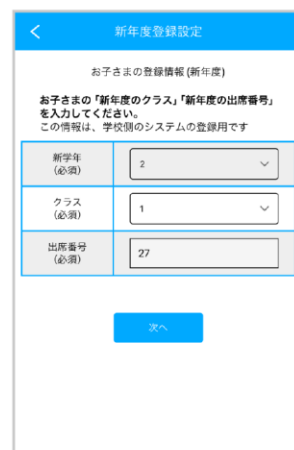 新年度登録設定
お子さまの登録情報(新年度)
お子さまの「新年度のクラス」「新年度の出席番号」
を入力してください。
この情報は、学校側のシステムの登録用です
新学年
(必須)
2
クラス
(必須)
1
出席番号
(必須)
27
次へ